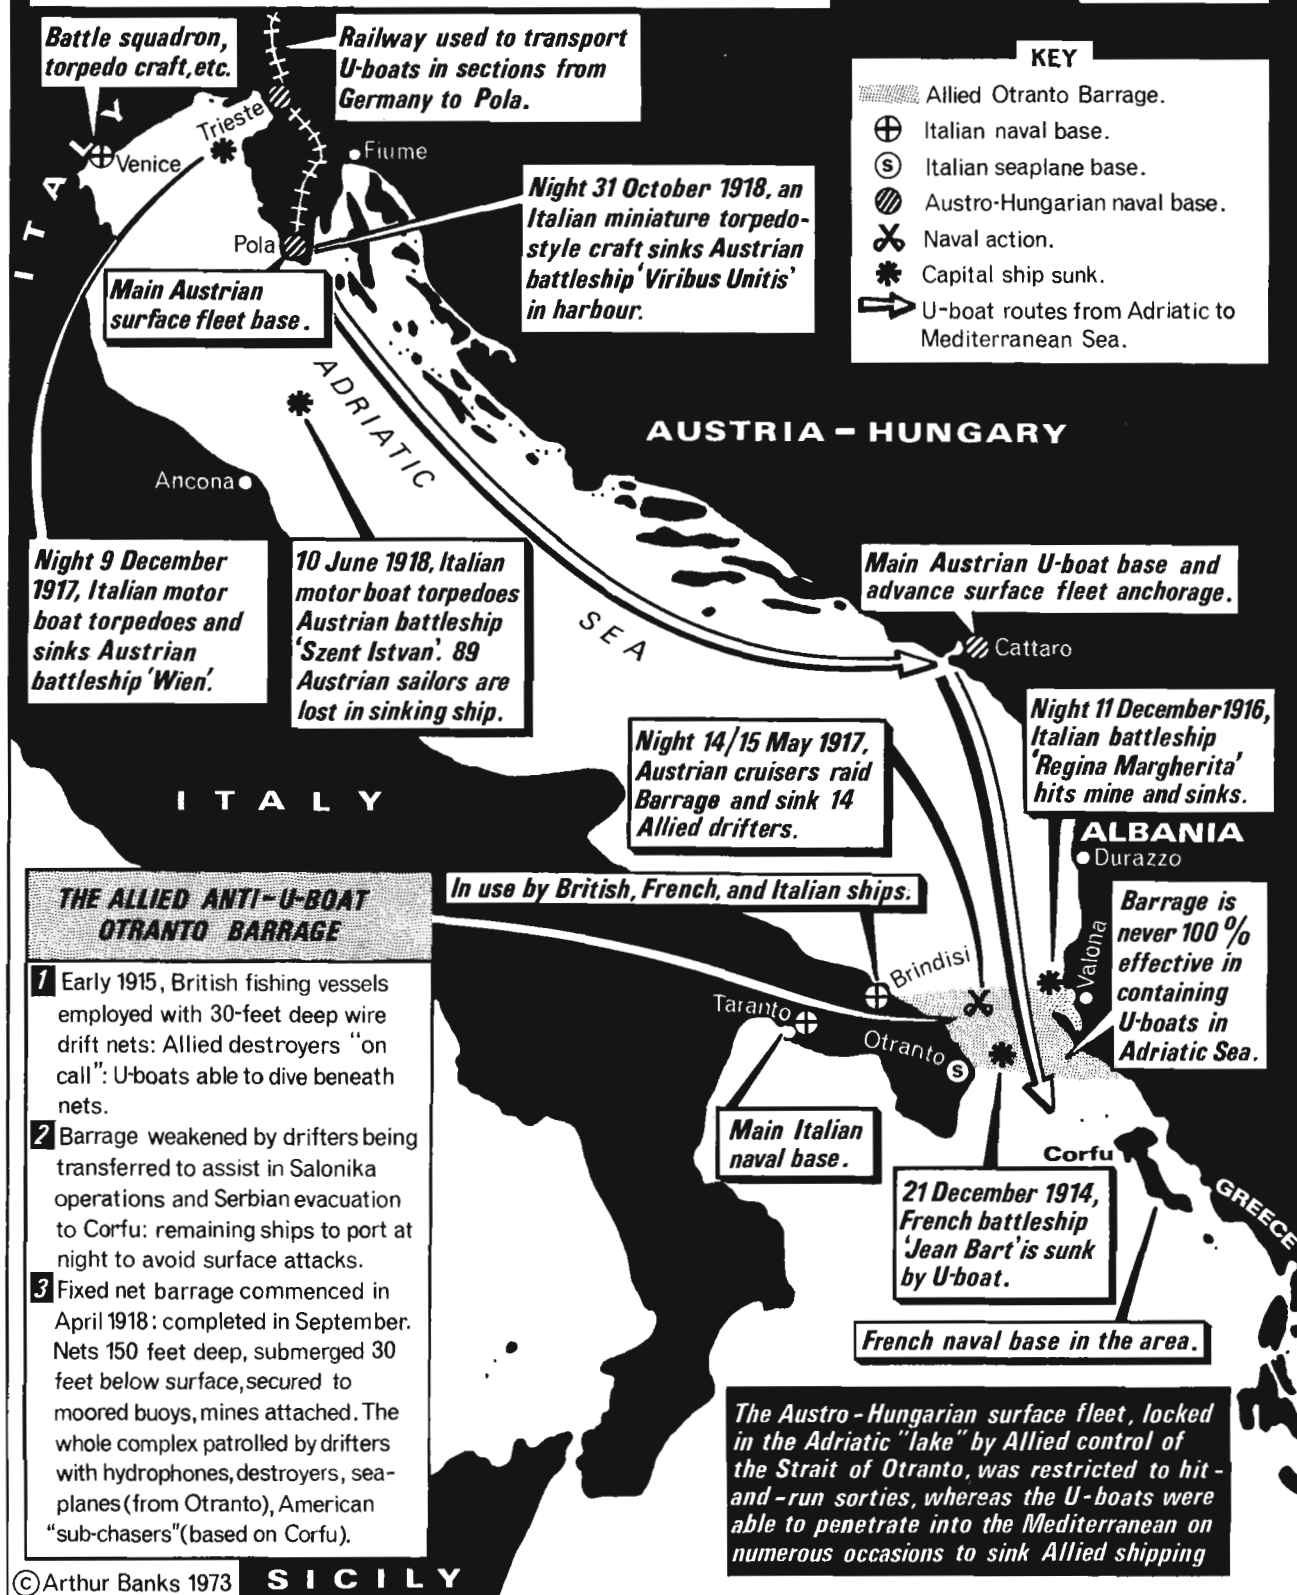 Battle squadron,
torpedo craft, etc.
Railway used to transport
U-boats in sections from
Germany to Pola.
KEY
Allied Otranto Barrage.
Italian naval base.
S Italian seaplane base.
Austro-Hungarian naval base.
Naval action.
Capital ship sunk.
U-boat routes from Adriatic to
Mediterranean Sea.
ITALY
Trieste
Venice
Fiume
Pola
Night 31 October 1918, an
Italian miniature torpedo-
style craft sinks Austrian
battleship 'Viribus Unitis'
in harbour.
Main Austrian
surface fleet base.
ADRIATIC
SEA
AUSTRIA-HUNGARY
Ancona
Night 9 December
1917, Italian motor
boat torpedoes and
sinks Austrian
battleship 'Wien'.
10 June 1918, Italian
motor boat torpedoes
Austrian battleship
'Szent Istvan'. 89
Austrian sailors are
lost in sinking ship.
Main Austrian U-boat base and
advance surface fleet anchorage.
Cattaro
Night 14/15 May 1917,
Austrian cruisers raid
Barrage and sink 14
Allied drifters.
Night 11 December 1916,
Italian battleship
'Regina Margherita'
hits mine and sinks.
ITALY
ALBANIA
Durazzo
In use by British, French, and Italian ships.
Barrage is
never 100%
effective in
containing
U-boats in
Adriatic Sea.
Brindisi
Valona
Taranto
Otranto
S
Main Italian
naval base.
Corfu
GREECE
21 December 1914,
French battleship
'Jean Bart' is sunk
by U-boat.
French naval base in the area.
THE ALLIED ANTI-U-BOAT
OTRANTO BARRAGE
1 Early 1915, British fishing vessels
employed with 30-feet deep wire
drift nets: Allied destroyers "on
call": U-boats able to dive beneath
nets.
2 Barrage weakened by drifters being
transferred to assist in Salonika
operations and Serbian evacuation
to Corfu: remaining ships to port at
night to avoid surface attacks.
3 Fixed net barrage commenced in
April 1918: completed in September.
Nets 150 feet deep, submerged 30
feet below surface, secured to
moored buoys, mines attached. The
whole complex patrolled by drifters
with hydrophones, destroyers, sea-
planes (from Otranto), American
"sub-chasers" (based on Corfu).
The Austro-Hungarian surface fleet, locked
in the Adriatic "lake" by Allied control of
the Strait of Otranto, was restricted to hit-
and-run sorties, whereas the U-boats were
able to penetrate into the Mediterranean on
numerous occasions to sink Allied shipping
© Arthur Banks 1973
SICILY